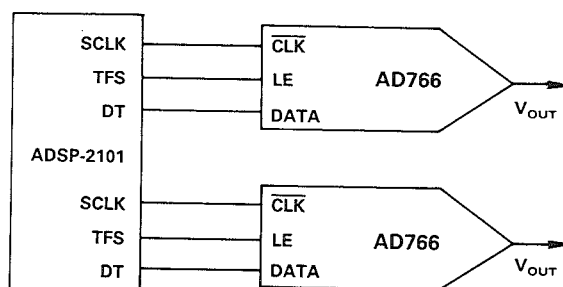 SCLK
TFS
DT
ADSP-2101
SCLK
TFS
DT
CLK
LE
DATA
AD766
VOUT
CLK
LE
DATA
AD766
VOUT